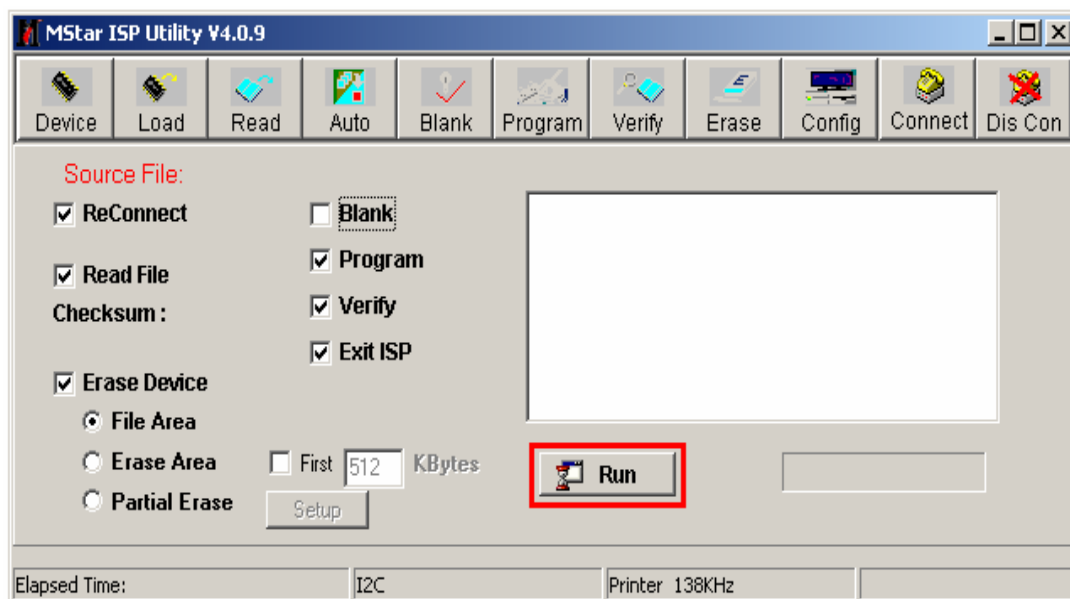 MStar ISP Utility V4.0.9
Device Load Read Auto Blank Program Verify Erase Config Connect Dis Con
Source File:
ReConnect
Blank
Program
Read File
Checksum :
Verify
Exit ISP
Erase Device
File Area
Erase Area
First 512 KBytes
Run
Partial Erase
Setup
Elapsed Time: I2C Printer 138KHz